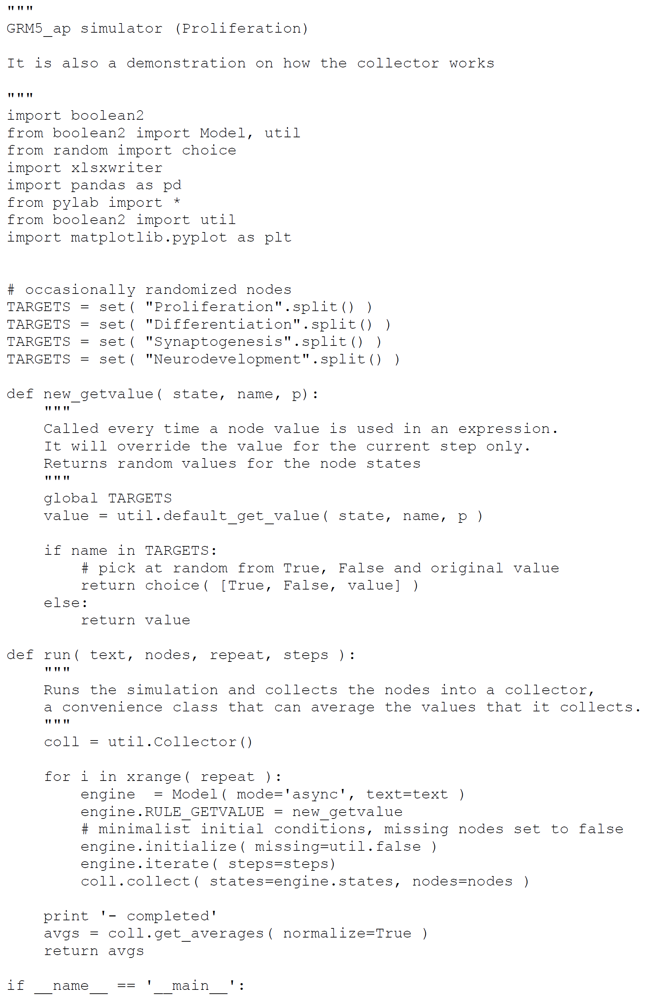 """
GRM5_ap simulator (Proliferation)
It is also a demonstration on how the collector works
"""
import boolean2
from boolean2 import Model, util
from random import choice
import xlsxwriter
import pandas as pd
from pylab import *
from boolean2 import util
import matplotlib.pyplot as plt
# occasionally randomized nodes
TARGETS = set( "Proliferation".split() )
TARGETS = set( "Differentiation".split() )
TARGETS = set( "Synaptogenesis".split() )
TARGETS = set( "Neurodevelopment".split() )
def new_getvalue( state, name, p):
    """
    Called every time a node value is used in an expression.
    It will override the value for the current step only.
    Returns random values for the node states
    """
    global TARGETS
    value = util.default_get_value( state, name, p )
    if name in TARGETS:
        # pick at random from True, False and original value
        return choice( [True, False, value] )
    else:
        return value
def run( text, nodes, repeat, steps ):
    """
    Runs the simulation and collects the nodes into a collector,
    a convenience class that can average the values that it collects.
    """
    coll = util.Collector()
    for i in xrange( repeat ):
        engine  = Model( mode='async', text=text )
        engine.RULE_GETVALUE = new_getvalue
        # minimalist initial conditions, missing nodes set to false
        engine.initialize( missing=util.false )
        engine.iterate( steps=steps)
        coll.collect( states=engine.states, nodes=nodes )
    print '- completed'
    avgs = coll.get_averages( normalize=True )
    return avgs
if __name__ == '__main__':